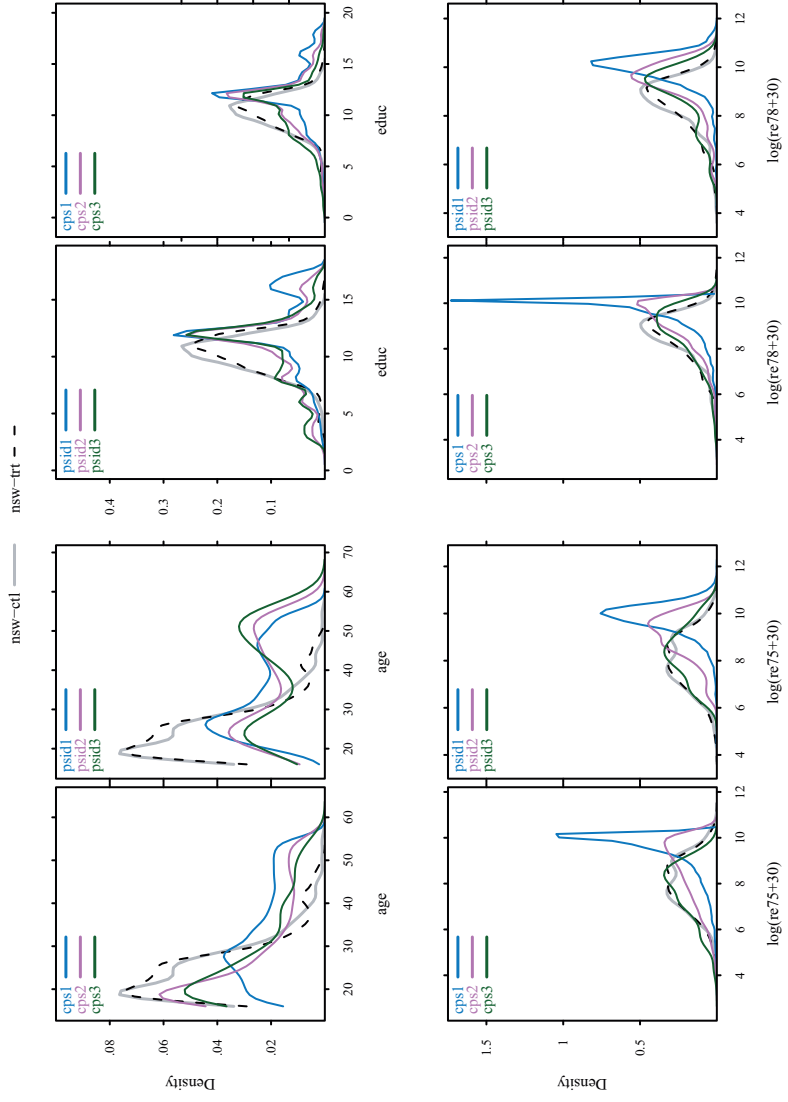 nsw−ctl
nsw−trt
Density
.02
.04
.06
.08
cps1
cps2
cps3
20 30 40 50 60
age
psid1
psid2
psid3
20 30 40 50 60 70
age
0.1
0.2
0.3
0.4
psid1
psid2
psid3
0 5 10 15
educ
cps1
cps2
cps3
0 5 10 15 20
educ
Density
0.5
1
1.5
cps1
cps2
cps3
4 6 8 10 12
log(re75+30)
psid1
psid2
psid3
4 6 8 10 12
log(re75+30)
cps1
cps2
cps3
4 6 8 10 12
log(re78+30)
psid1
psid2
psid3
4 6 8 10 12
log(re78+30)